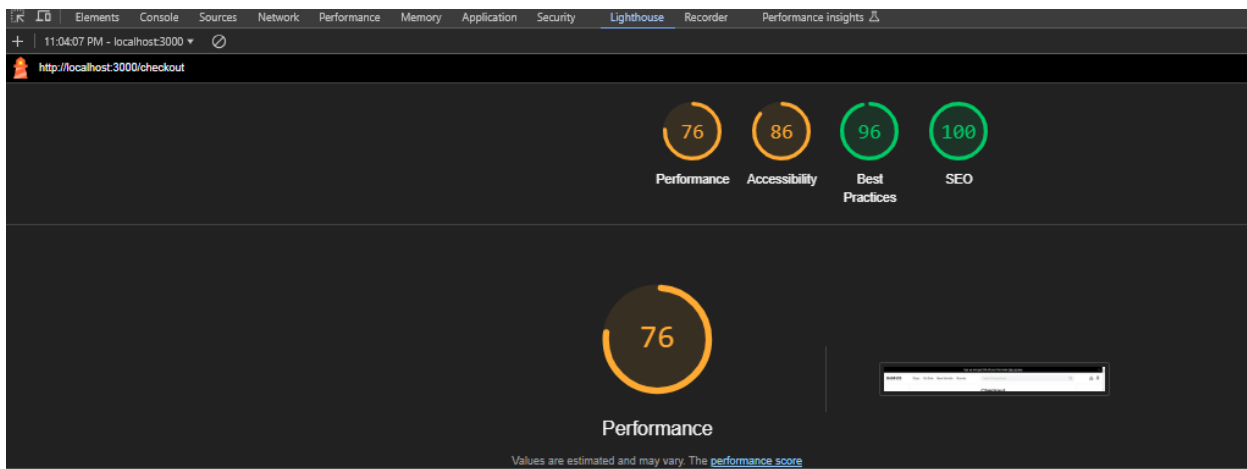 Elements Console Sources Network Performance Memory Application Security Lighthouse Recorder Performance insights
+ 11:04:07 PM - localhost:3000 ▾
http://localhost:3000/checkout
76 86 96 100
Performance Accessibility Best Practices SEO
76
Performance
Values are estimated and may vary. The performance score
Checkout